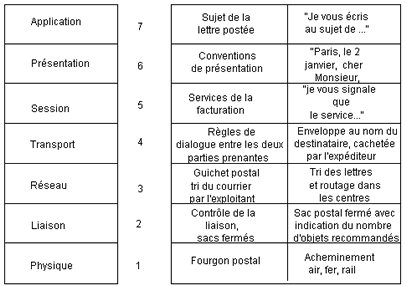 Application
7
Sujet de la
lettre postée
"Je vous écris
au sujet de ..."
Présentation
6
Conventions
de présentation
"Paris, le 2
janvier, cher
Monsieur,
Session
5
Services de la
facturation
"je vous signale
que
le service..."
Transport
4
Règles de
dialogue entre les deux
parties prenantes
Enveloppe au nom du
destinataire, cachetée
par l'expéditeur
Réseau
3
Guichet postal
tri du courrier
par l'exploitant
Tri des lettres
et routage dans
les centres
Liaison
2
Contrôle de la
liaison,
sacs fermés
Sac postal fermé avec
indication du nombre
d'objets recommandés
Physique
1
Fourgon postal
Acheminement
air, fer, rail